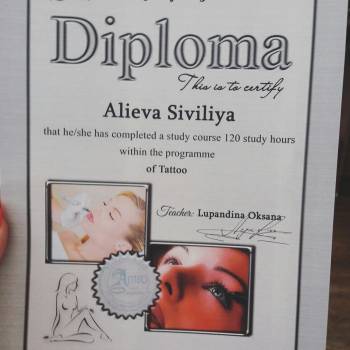 Diploma
This is to certify
Alieva Siviliya
that he/she has completed a study course 120 study hours
within the programme
of Tattoo
Teacher: Lupandina Oksana